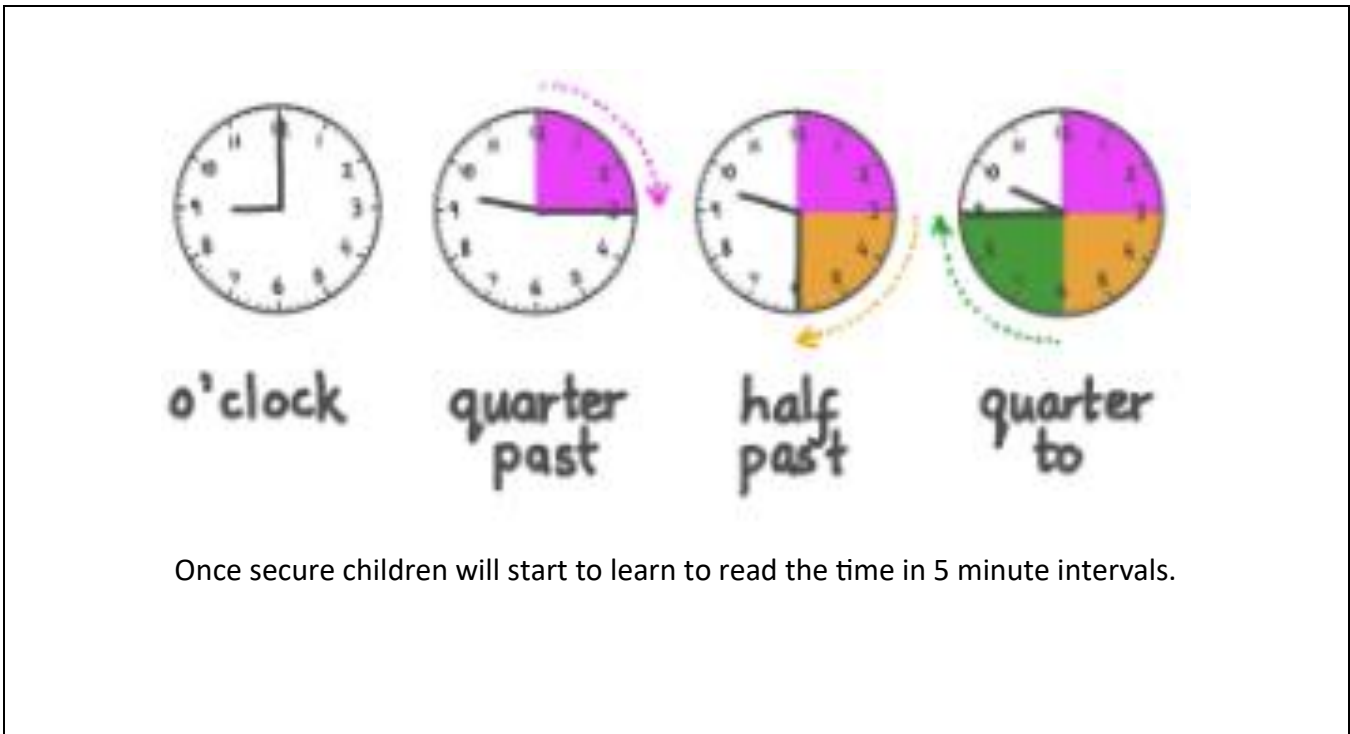 o'clock
quarter
past
half
past
quarter
to
Once secure children will start to learn to read the time in 5 minute intervals.